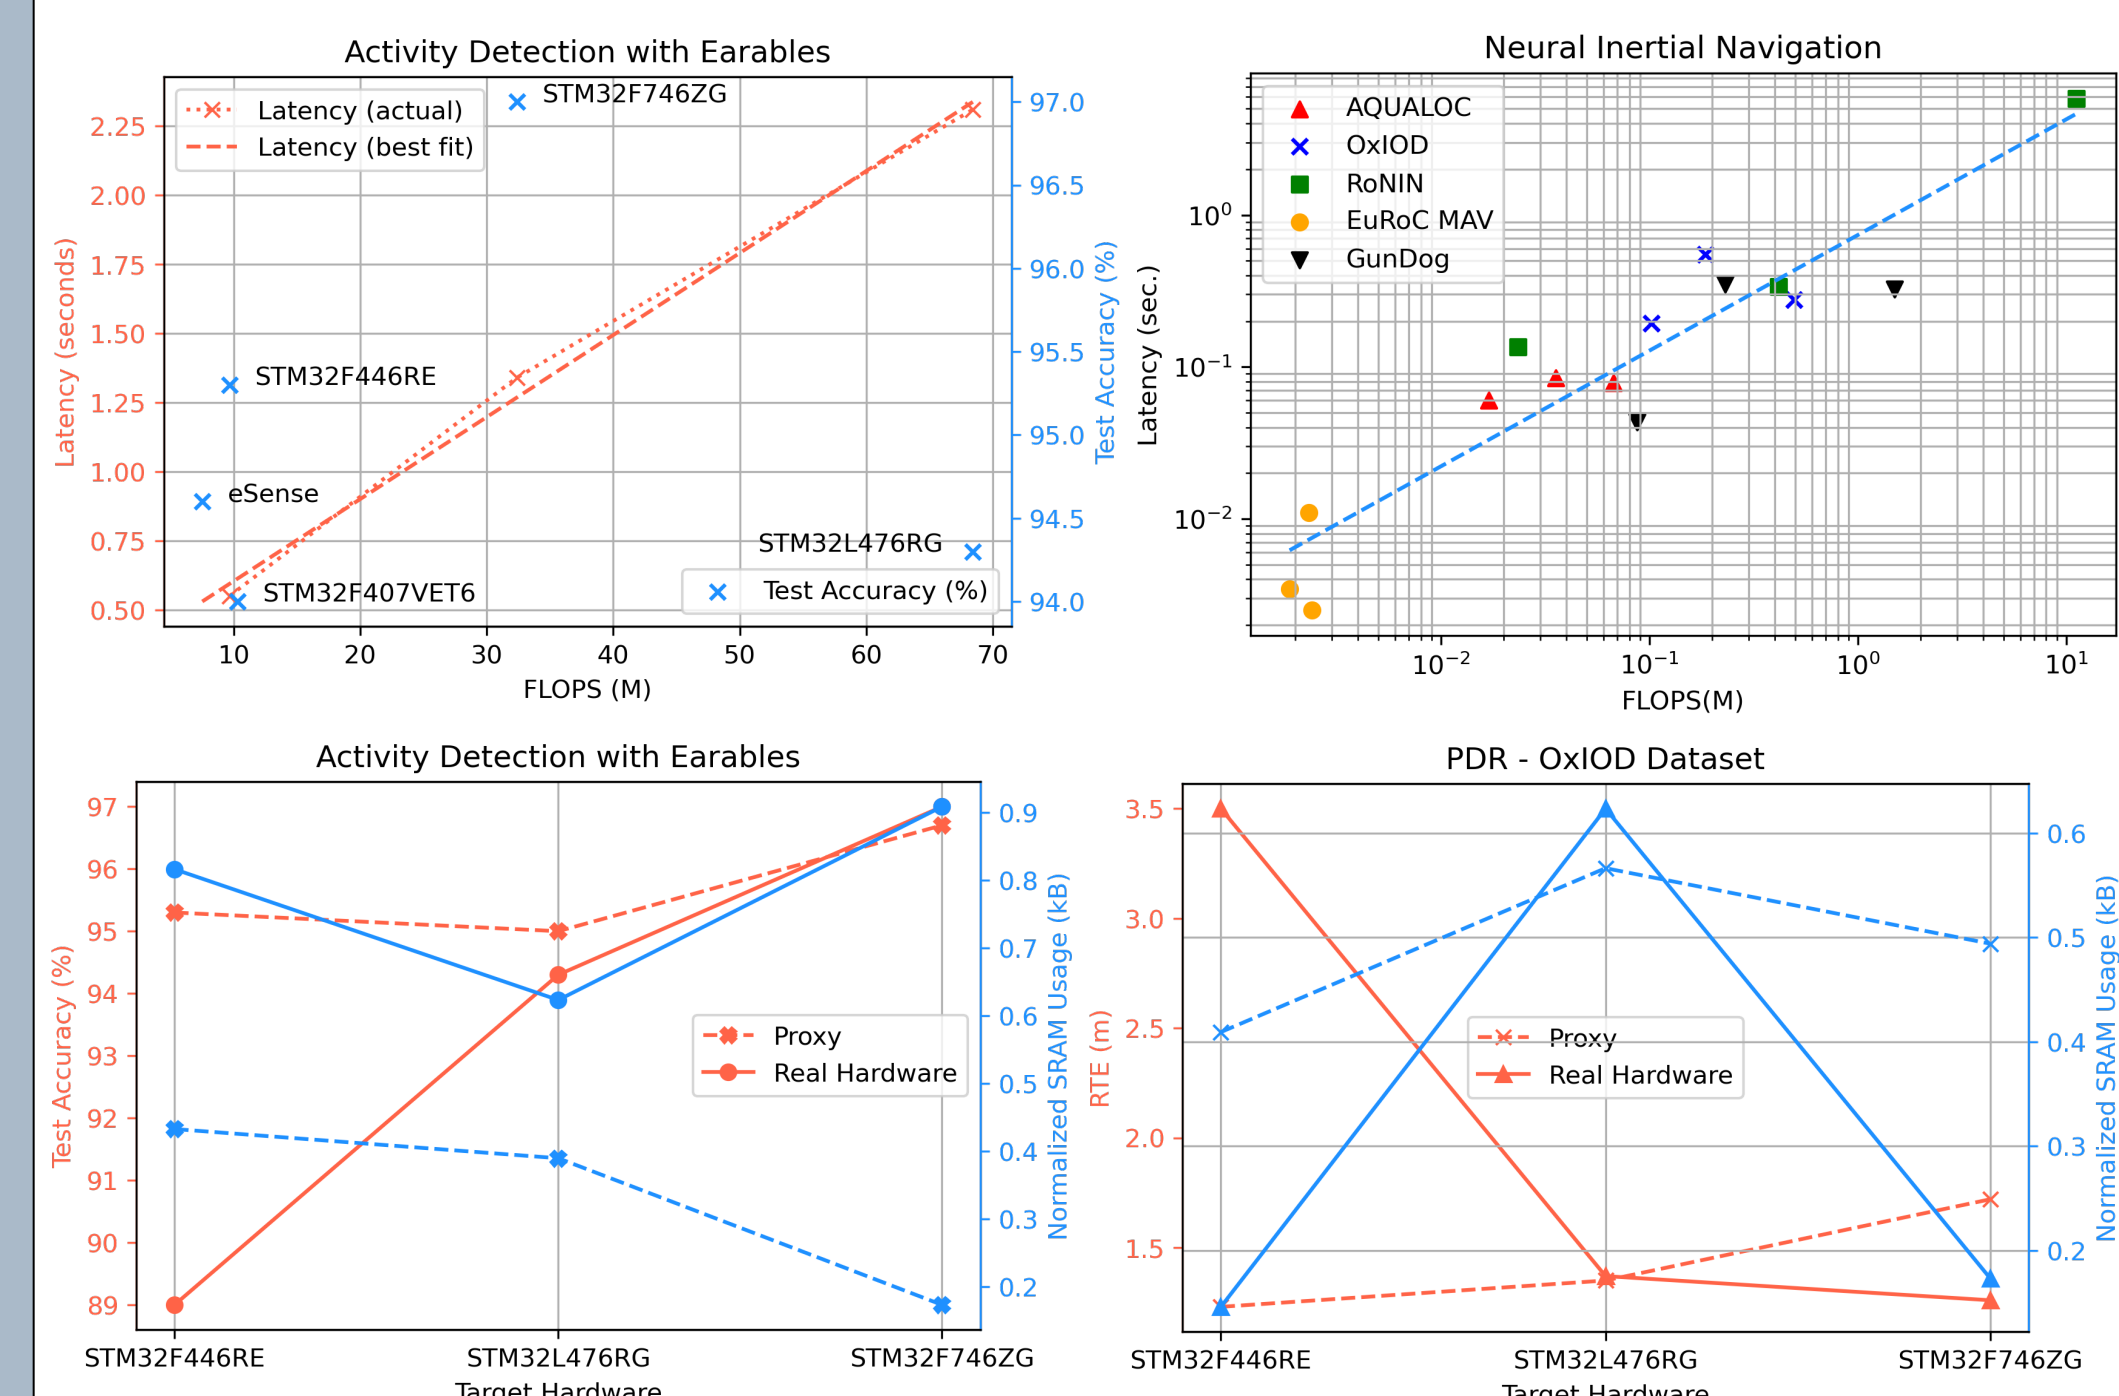 Activity Detection with Earables
Latency (actual)
Latency (best fit)
STM32F746ZG
STM32F446RE
eSense
STM32L476RG
STM32F407VET6
Test Accuracy (%)
2.25
2.00
1.75
1.50
1.25
1.00
0.75
0.50
Latency (seconds)
97.0
96.5
96.0
95.5
95.0
94.5
94.0
Test Accuracy (%)
10 20 30 40 50 60 70
FLOPS (M)
Neural Inertial Navigation
AQUALOC
OxIOD
RoNIN
EuRoC MAV
GunDog
10⁰
10⁻¹
10⁻²
Latency (sec.)
10⁻² 10⁻¹ 10⁰ 10¹
FLOPS(M)
Activity Detection with Earables
97
96
95
94
93
92
91
90
89
Test Accuracy (%)
Proxy
Real Hardware
0.9
0.8
0.7
0.6
0.5
0.4
0.3
0.2
Normalized SRAM Usage (kB)
STM32F446RE STM32L476RG STM32F746ZG
Target Hardware
PDR - OxIOD Dataset
3.5
3.0
2.5
2.0
1.5
RTE (m)
Proxy
Real Hardware
0.6
0.5
0.4
0.3
0.2
Normalized SRAM Usage (kB)
STM32F446RE STM32L476RG STM32F746ZG
Target Hardware